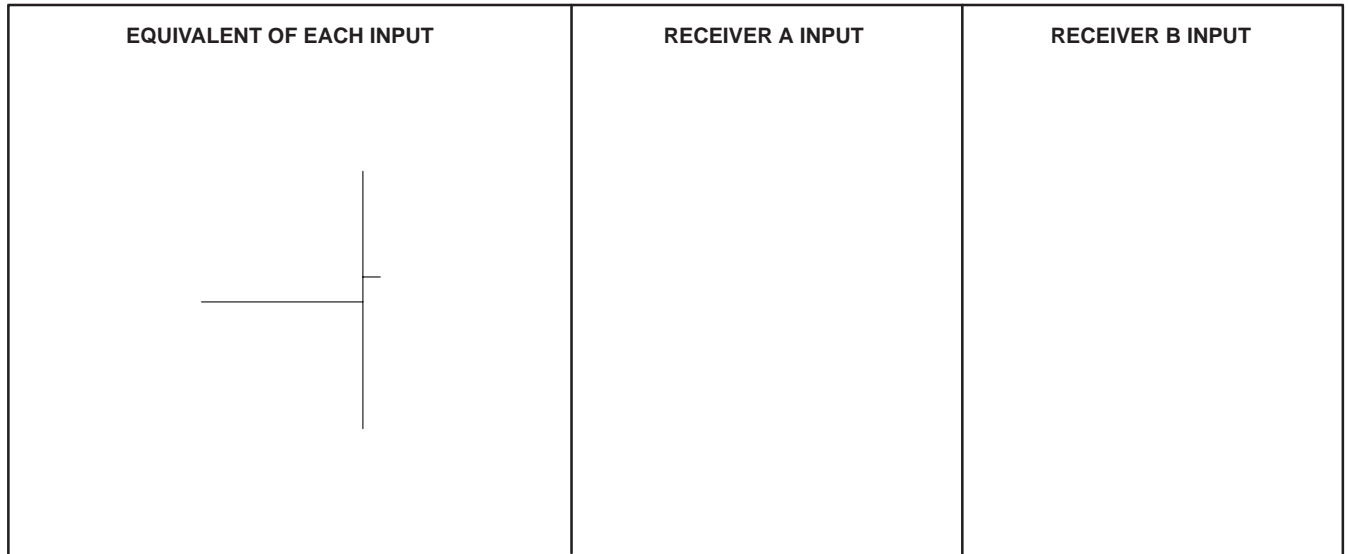 EQUIVALENT OF EACH INPUT
RECEIVER A INPUT
RECEIVER B INPUT